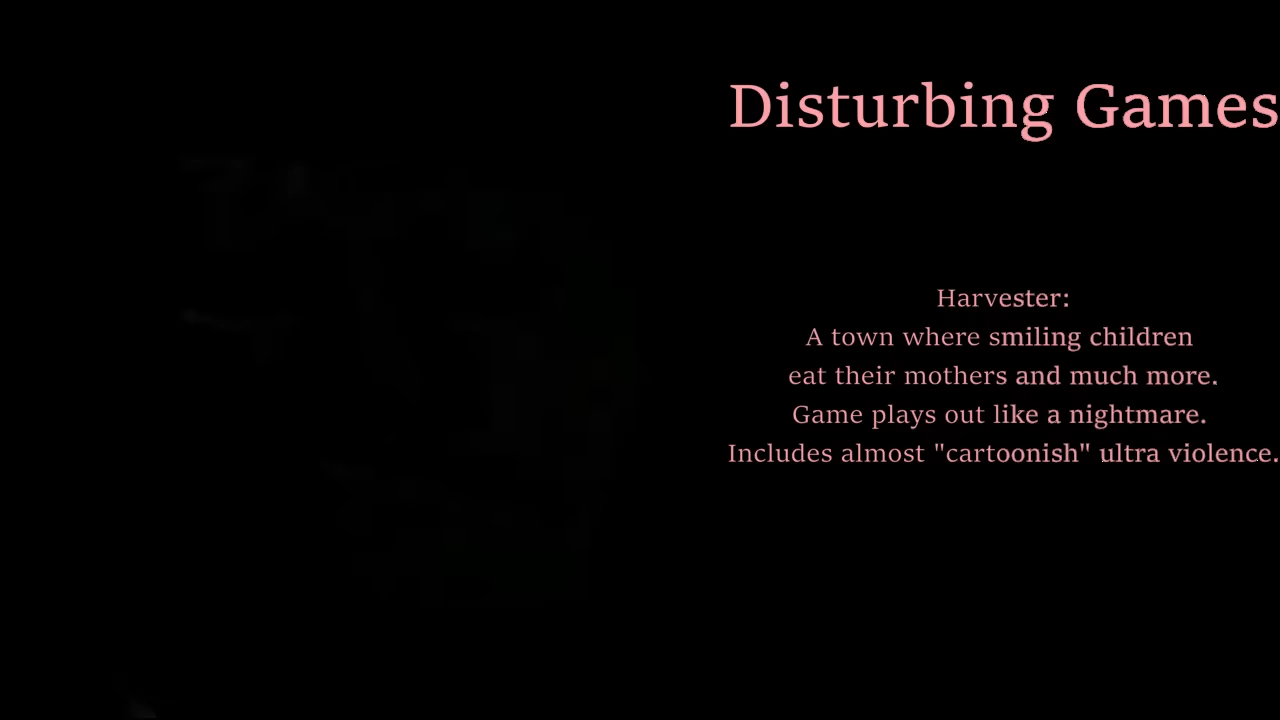 Disturbing Games
Harvester:
A town where smiling children
eat their mothers and much more.
Game plays out like a nightmare.
Includes almost "cartoonish" ultra violence.